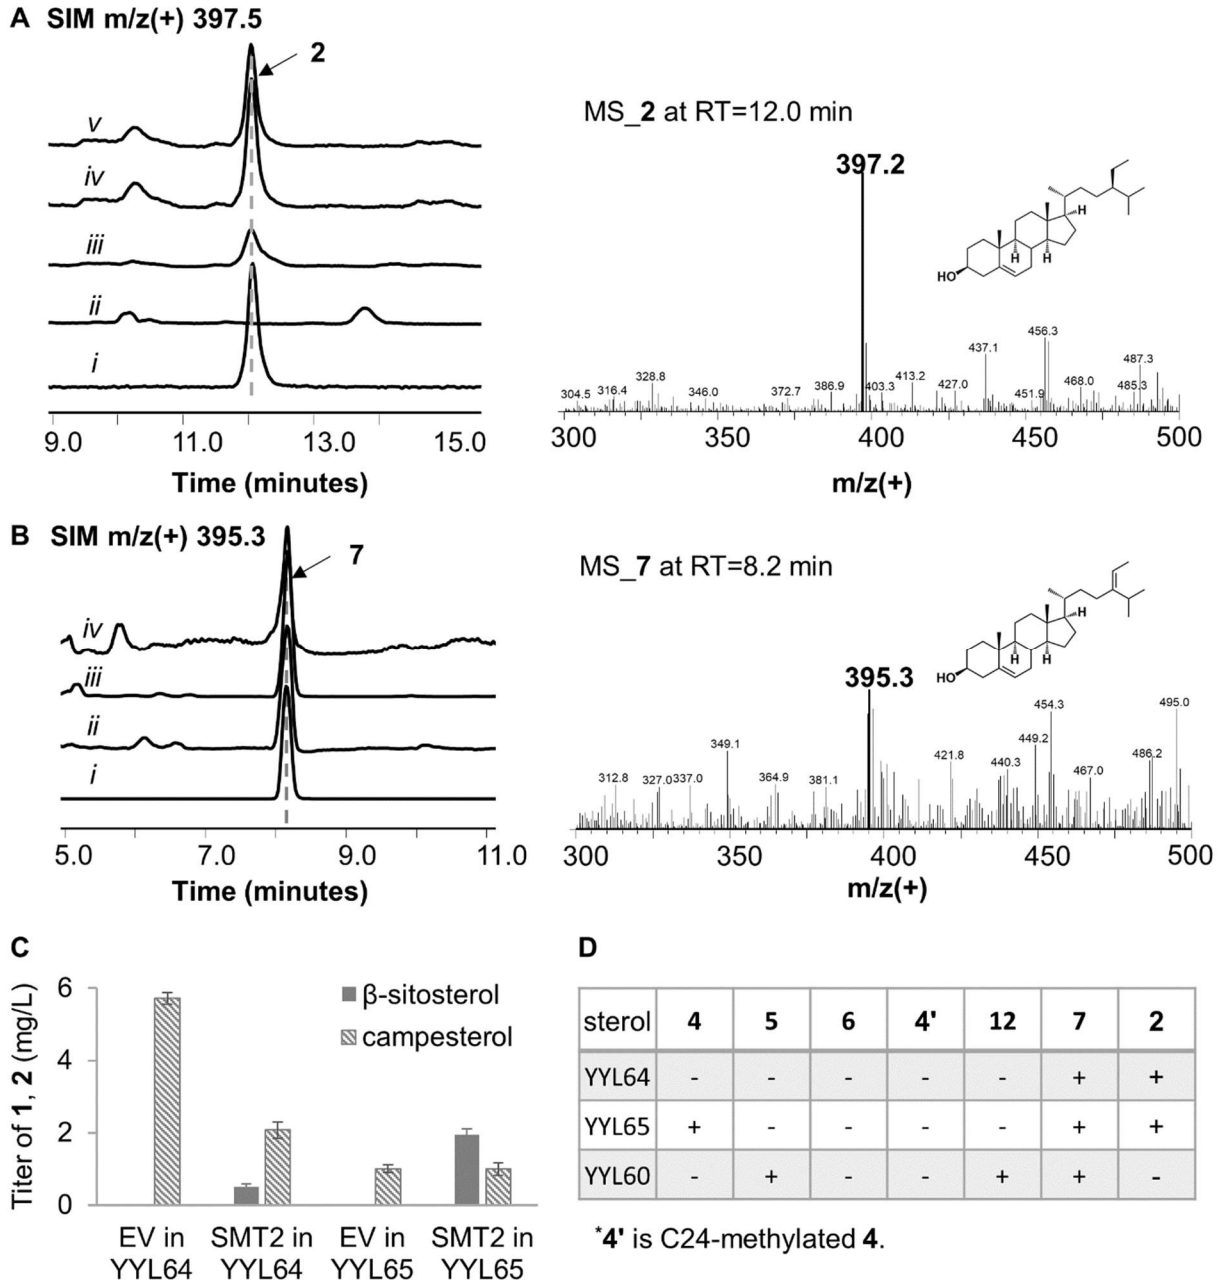 A SIM m/z(+) 397.5
2
v
iv
iii
ii
i
9.0 11.0 13.0 15.0
Time (minutes)
MS_2 at RT=12.0 min
397.2
H
H H
HO
304.5 316.4 328.8 346.0 372.7 386.9 403.3 413.2 427.0 437.1 451.9 456.3 468.0 485.3 487.3
300 350 400 450 500
m/z(+)
B SIM m/z(+) 395.3
7
iv
iii
ii
i
5.0 7.0 9.0 11.0
Time (minutes)
MS_7 at RT=8.2 min
395.3
H
H H
HO
312.8 327.0 337.0 349.1 364.9 381.1 421.8 440.3 449.2 454.3 467.0 486.2 495.0
300 350 400 450 500
m/z(+)
C
Titer of 1, 2 (mg/L)
6
4
2
0
β-sitosterol
campesterol
EV in SMT2 in EV in SMT2 in
YYL64 YYL64 YYL65 YYL65
D
sterol 4 5 6 4' 12 7 2
YYL64 - - - - - + +
YYL65 + - - - - + +
YYL60 - + - - + + -
*4' is C24-methylated 4.